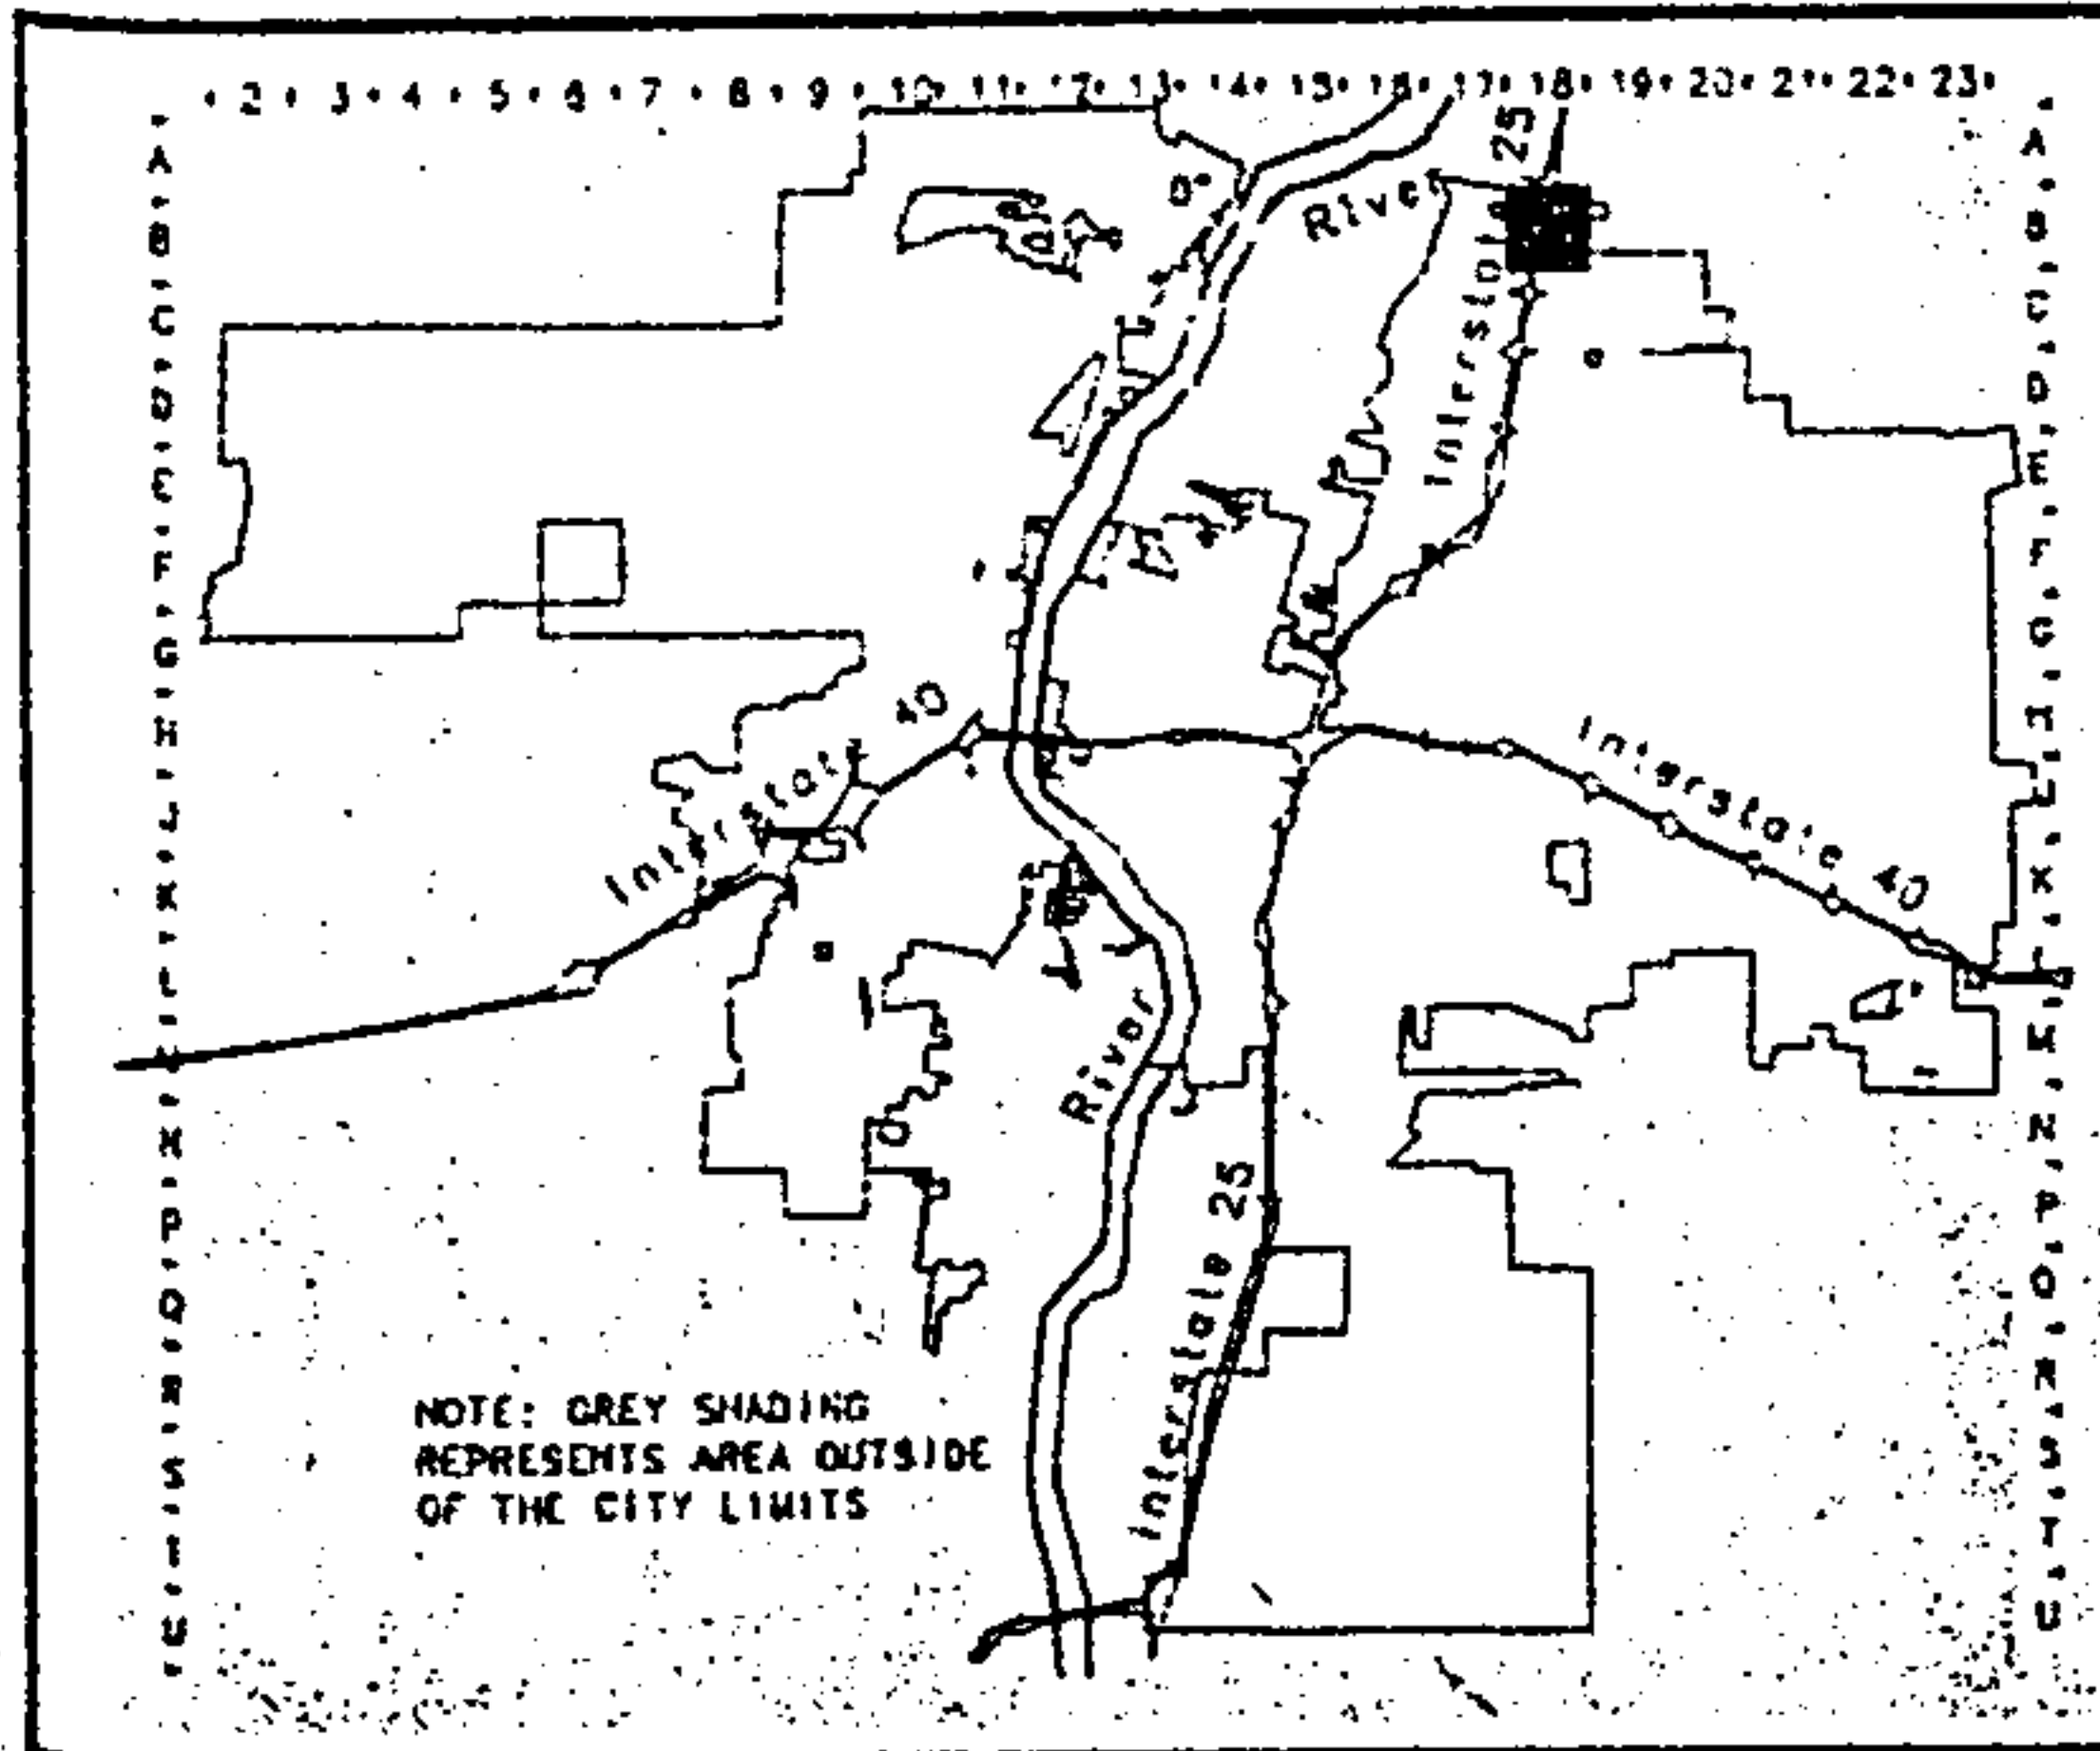 2 3 4 5 6 7 8 9 10 11 12 13 14 15 16 17 18 19 20 21 22 23
A
B
C
D
E
F
G
H
J
K
L
M
N
P
Q
R
S
T
U
A
B
C
D
E
F
G
H
J
K
L
M
N
P
Q
R
S
T
U
River
Interstate 25
Interstate 40
Interstate 40
River
Interstate 25
NOTE: GREY SHADING
REPRESENTS AREA OUTSIDE
OF THE CITY LIMITS